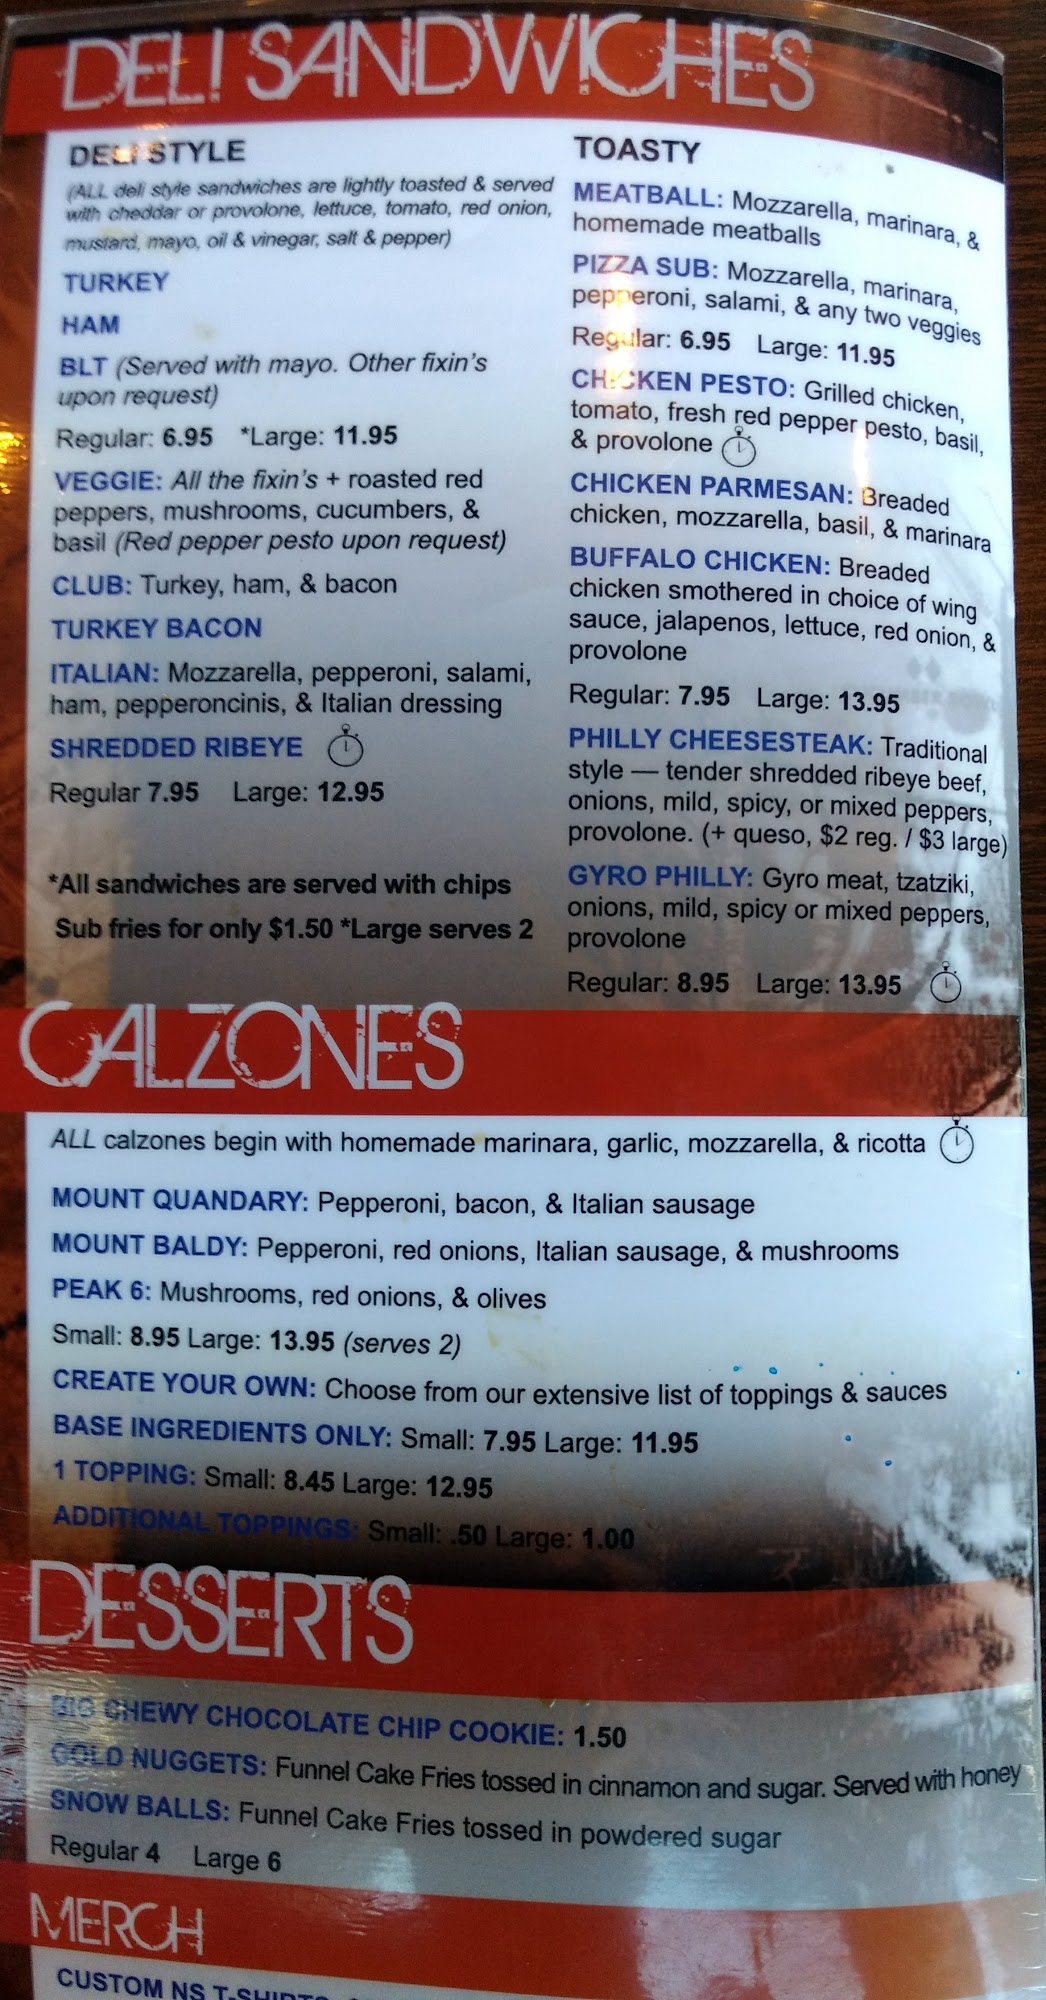 DELI SANDWICHES
DELI STYLE
(ALL deli style sandwiches are lightly toasted & served
with cheddar or provolone, lettuce, tomato, red onion,
mustard, mayo, oil & vinegar, salt & pepper)
TURKEY
HAM
BLT (Served with mayo. Other fixin's
upon request)
Regular: 6.95 *Large: 11.95
VEGGIE: All the fixin's + roasted red
peppers, mushrooms, cucumbers, &
basil (Red pepper pesto upon request)
CLUB: Turkey, ham, & bacon
TURKEY BACON
ITALIAN: Mozzarella, pepperoni, salami,
ham, pepperoncinis, & Italian dressing
SHREDDED RIBEYE
Regular 7.95 Large: 12.95
*All sandwiches are served with chips
Sub fries for only $1.50 *Large serves 2
TOASTY
MEATBALL: Mozzarella, marinara, &
homemade meatballs
PIZZA SUB: Mozzarella, marinara,
pepperoni, salami, & any two veggies
Regular: 6.95 Large: 11.95
CHICKEN PESTO: Grilled chicken,
tomato, fresh red pepper pesto, basil,
& provolone
CHICKEN PARMESAN: Breaded
chicken, mozzarella, basil, & marinara
BUFFALO CHICKEN: Breaded
chicken smothered in choice of wing
sauce, jalapenos, lettuce, red onion, &
provolone
Regular: 7.95 Large: 13.95
PHILLY CHEESESTEAK: Traditional
style — tender shredded ribeye beef,
onions, mild, spicy, or mixed peppers,
provolone. (+ queso, $2 reg. / $3 large)
GYRO PHILLY: Gyro meat, tzatziki,
onions, mild, spicy or mixed peppers,
provolone
Regular: 8.95 Large: 13.95
CALZONES
ALL calzones begin with homemade marinara, garlic, mozzarella, & ricotta
MOUNT QUANDARY: Pepperoni, bacon, & Italian sausage
MOUNT BALDY: Pepperoni, red onions, Italian sausage, & mushrooms
PEAK 6: Mushrooms, red onions, & olives
Small: 8.95 Large: 13.95 (serves 2)
CREATE YOUR OWN: Choose from our extensive list of toppings & sauces
BASE INGREDIENTS ONLY: Small: 7.95 Large: 11.95
1 TOPPING: Small: 8.45 Large: 12.95
ADDITIONAL TOPPINGS: Small: .50 Large: 1.00
DESSERTS
BIG CHEWY CHOCOLATE CHIP COOKIE: 1.50
GOLD NUGGETS: Funnel Cake Fries tossed in cinnamon and sugar. Served with honey
SNOW BALLS: Funnel Cake Fries tossed in powdered sugar
Regular 4 Large 6
MERCH
CUSTOM NS T-SHIRTS: